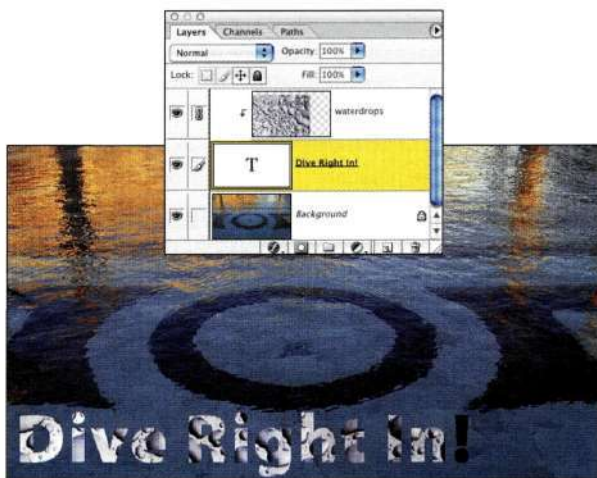 Layers Channels Paths
Normal Opacity: 100%
Lock: Fill: 100%
waterdrops
T Dive Right In!
Background
Dive Right In!